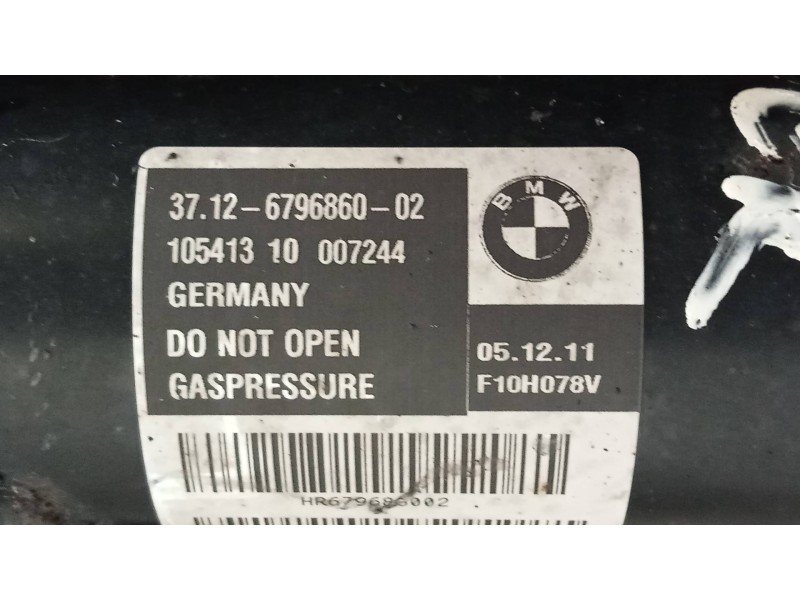 37.12-6796860-02
105413 10 007244
GERMANY
DO NOT OPEN
GASPRESSURE
BMW
05.12.11
F10H078V
HR679686002